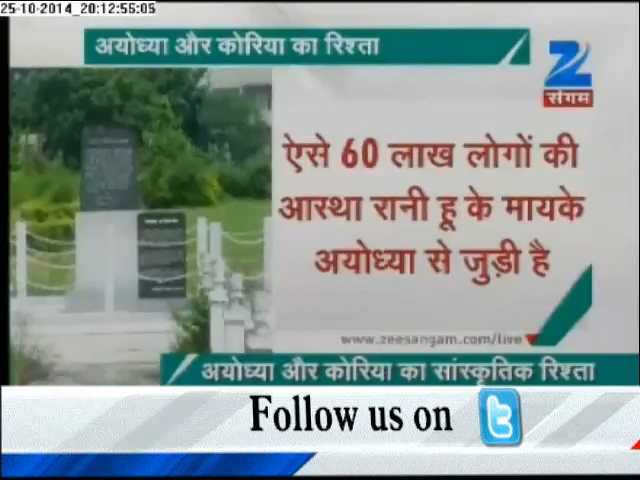 25-10-2014_20:12:55:05
अयोध्या और कोरिया का रिश्ता
संगम
ऐसे 60 लाख लोगों की
आस्था रानी हू के मायके
अयोध्या से जुड़ी है
www.zeesangam.com/live
अयोध्या और कोरिया का सांस्कृतिक रिश्ता
Follow us on